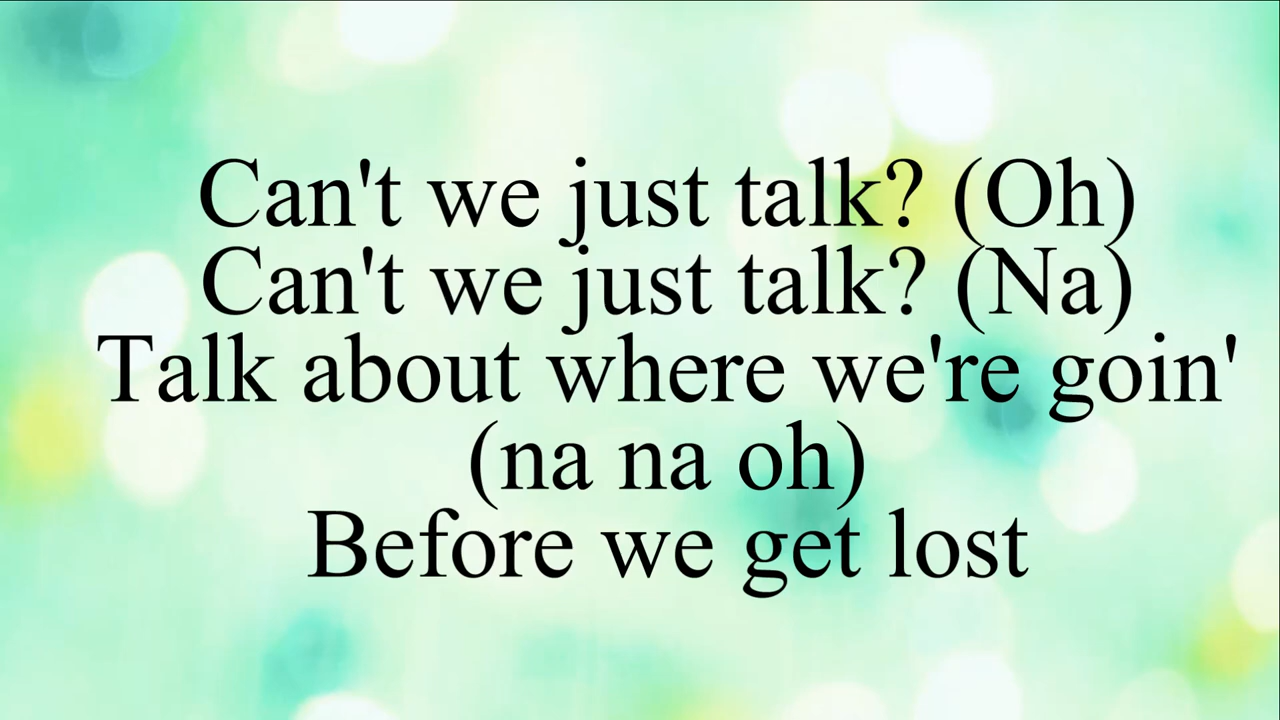 Can't we just talk? (Oh)
Can't we just talk? (Na)
Talk about where we're goin'
(na na oh)
Before we get lost